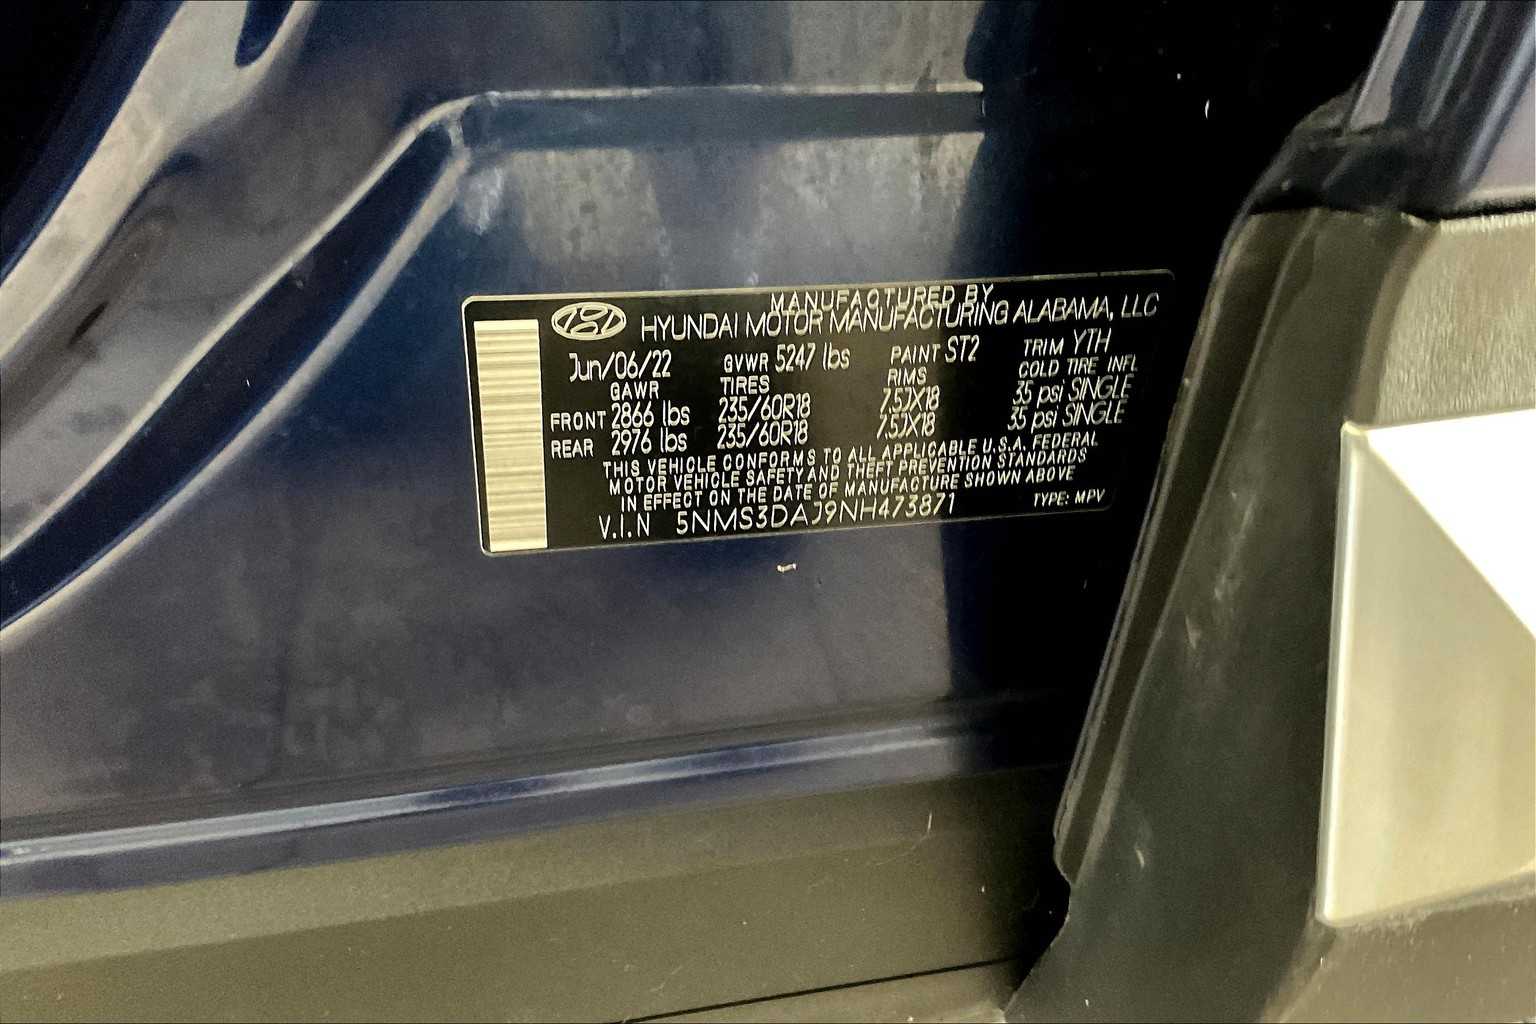 MANUFACTURED BY
HYUNDAI MOTOR MANUFACTURING ALABAMA, LLC
Jun/06/22 GVWR 5247 lbs PAINT ST2 TRIM YTH
GAWR TIRES RIMS COLD TIRE INFL
FRONT 2866 lbs 235/60R18 7.5JX18 35 psi SINGLE
REAR 2976 lbs 235/60R18 7.5JX18 35 psi SINGLE
THIS VEHICLE CONFORMS TO ALL APPLICABLE U.S.A. FEDERAL
MOTOR VEHICLE SAFETY AND THEFT PREVENTION STANDARDS
IN EFFECT ON THE DATE OF MANUFACTURE SHOWN ABOVE
V.I.N 5NMS3DAJ9NH473871 TYPE: MPV